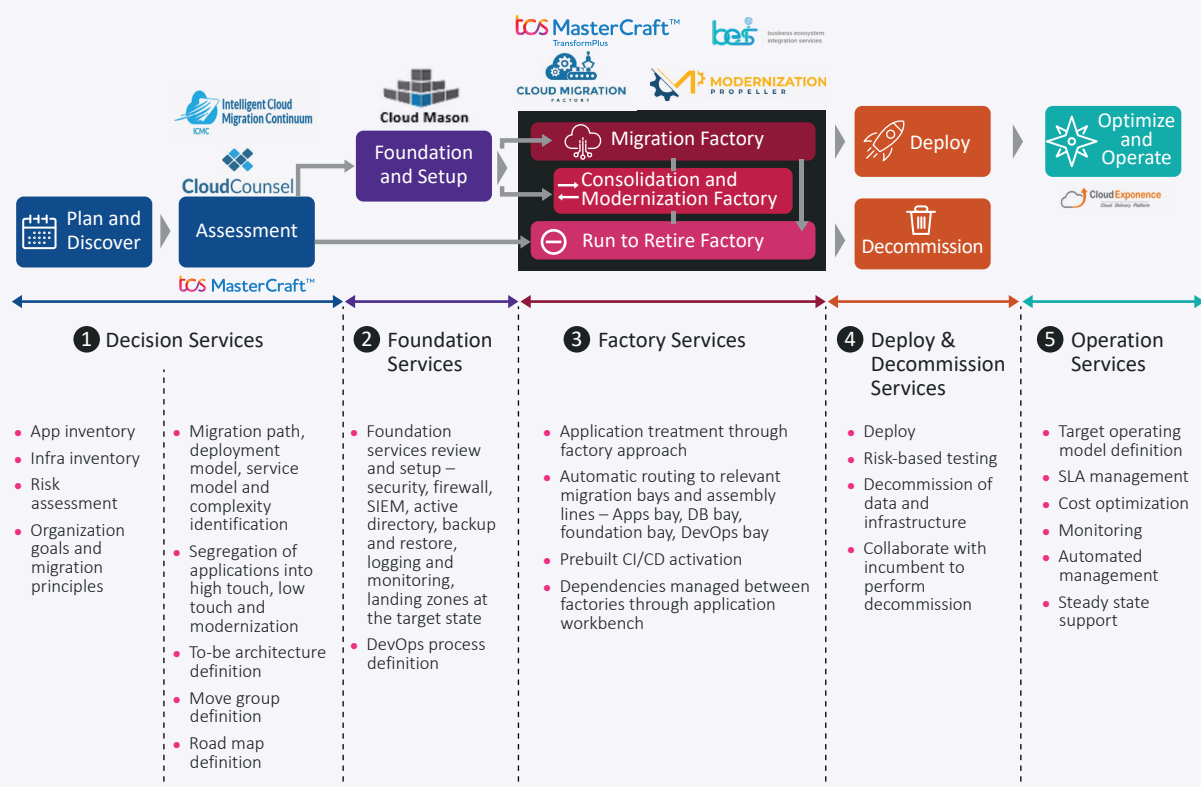 tcs MasterCraft™
TransformPlus
bets
business ecosystem
integration services
CLOUD MIGRATION
FACTORY
MODERNIZATION
PROPELLER
Intelligent Cloud
Migration Continuum
ICMC
Cloud Mason
CloudCounsel
Plan and
Discover
Assessment
tcs MasterCraft™
Foundation
and Setup
Migration Factory
Consolidation and
Modernization Factory
Run to Retire Factory
Deploy
Decommission
Optimize
and
Operate
CloudExponence
Cloud Delivery Platform
1 Decision Services
2 Foundation
Services
3 Factory Services
4 Deploy &
Decommission
Services
5 Operation
Services
• App inventory
• Infra inventory
• Risk
assessment
• Organization
goals and
migration
principles
• Migration path,
deployment
model, service
model and
complexity
identification
• Segregation of
applications into
high touch, low
touch and
modernization
• To-be architecture
definition
• Move group
definition
• Road map
definition
• Foundation
services review
and setup –
security, firewall,
SIEM, active
directory, backup
and restore,
logging and
monitoring,
landing zones at
the target state
• DevOps process
definition
• Application treatment through
factory approach
• Automatic routing to relevant
migration bays and assembly
lines – Apps bay, DB bay,
foundation bay, DevOps bay
• Prebuilt CI/CD activation
• Dependencies managed between
factories through application
workbench
• Deploy
• Risk-based testing
• Decommission of
data and
infrastructure
• Collaborate with
incumbent to
perform
decommission
• Target operating
model definition
• SLA management
• Cost optimization
• Monitoring
• Automated
management
• Steady state
support